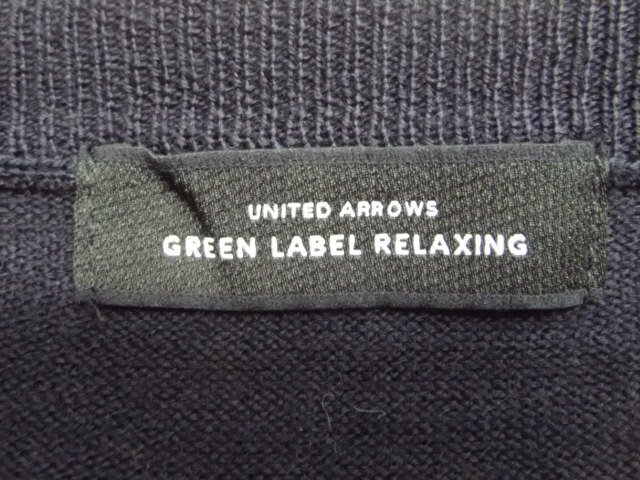 UNITED ARROWS
GREEN LABEL RELAXING